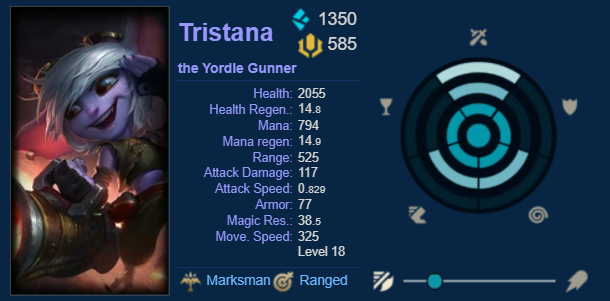 Tristana
1350
585
the Yordle Gunner
Health: 2055
Health Regen.: 14.8
Mana: 794
Mana regen: 14.9
Range: 525
Attack Damage: 117
Attack Speed: 0.829
Armor: 77
Magic Res.: 38.5
Move. Speed: 325
Level 18
Marksman Ranged